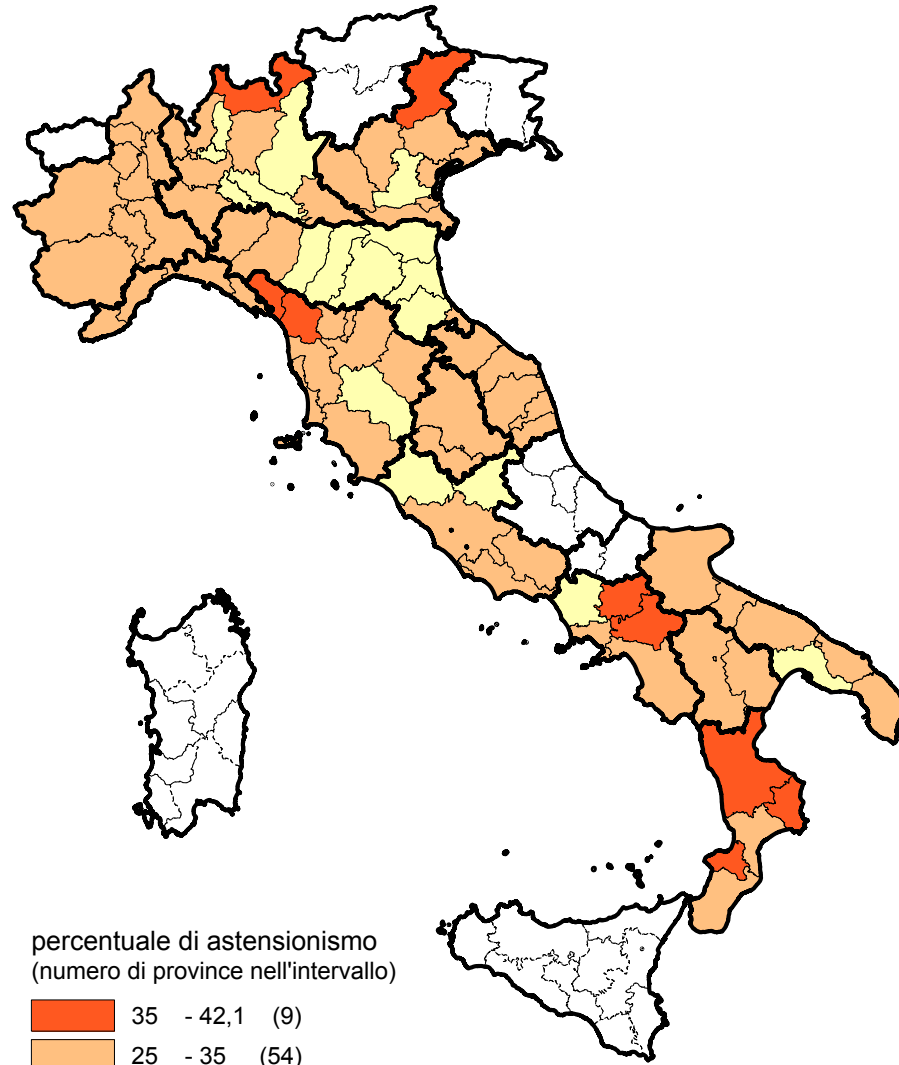 percentuale di astensionismo
(numero di province nell'intervallo)
35 - 42,1 (9)
25 - 35 (54)